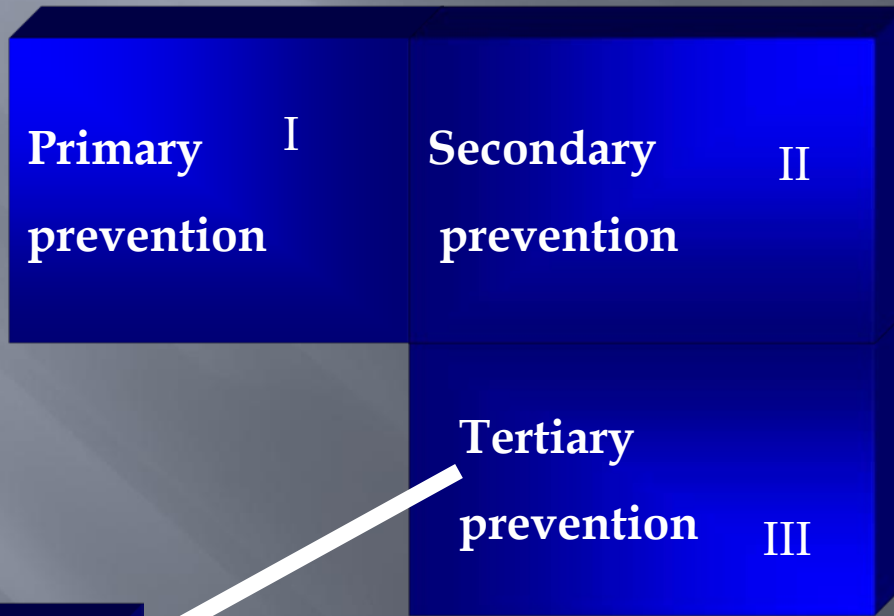 Primary I
prevention
Secondary II
prevention
Tertiary
prevention III